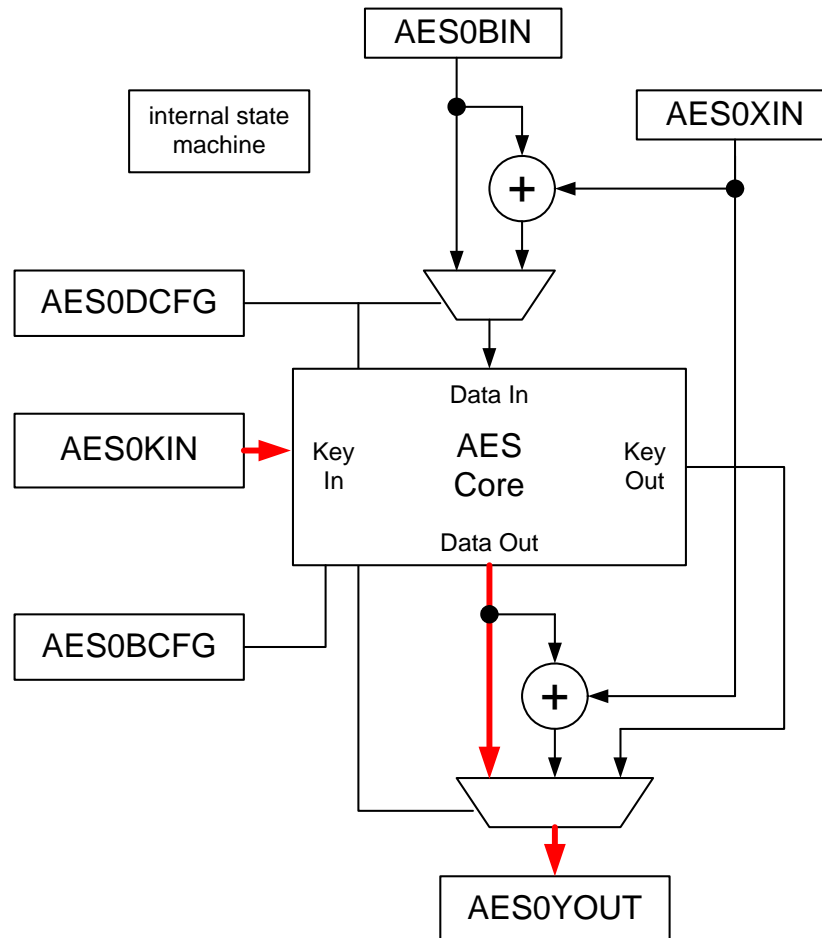 AES0BIN
internal state
machine
AES0XIN
+
AES0DCFG
Data In
AES0KIN
Key
In
AES
Core
Key
Out
Data Out
AES0BCFG
+
AES0YOUT